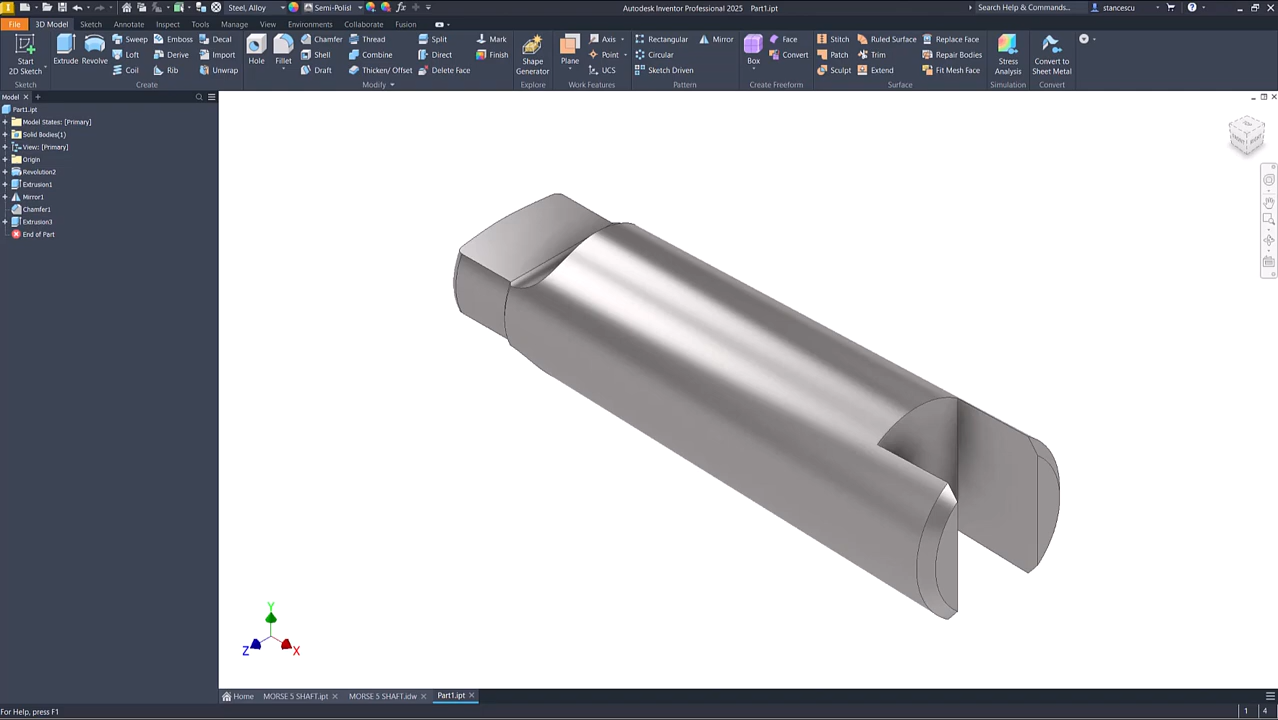 Steel, Alloy
Semi-Polisl
Autodesk Inventor Professional 2025 Part1.ipt
Search Help & Commands...
stancescu
File 3D Model Sketch Annotate Inspect Tools Manage View Environments Collaborate Fusion
Start
2D Sketch
Extrude Revolve
Sweep Emboss Decal
Loft Derive Import
Coil Rib Unwrap
Hole Fillet
Chamfer Thread Split Mark
Shell Combine Direct Finish
Draft Thicken/ Offset Delete Face
Shape
Generator
Plane
Axis
Point
UCS
Rectangular Mirror
Circular
Sketch Driven
Box
Face
Convert
Stitch Ruled Surface Replace Face
Patch Trim Repair Bodies
Sculpt Extend Fit Mesh Face
Stress
Analysis
Convert to
Sheet Metal
Sketch Create Modify Explore Work Features Pattern Create Freeform Surface Simulation Convert
Model
Part1.ipt
Model States: [Primary]
Solid Bodies(1)
View: [Primary]
Origin
Revolution2
Extrusion1
Mirror1
Chamfer1
Extrusion3
End of Part
Y
Z X
Home MORSE 5 SHAFT.ipt MORSE 5 SHAFT.idw Part1.ipt
For Help, press F1
1 4